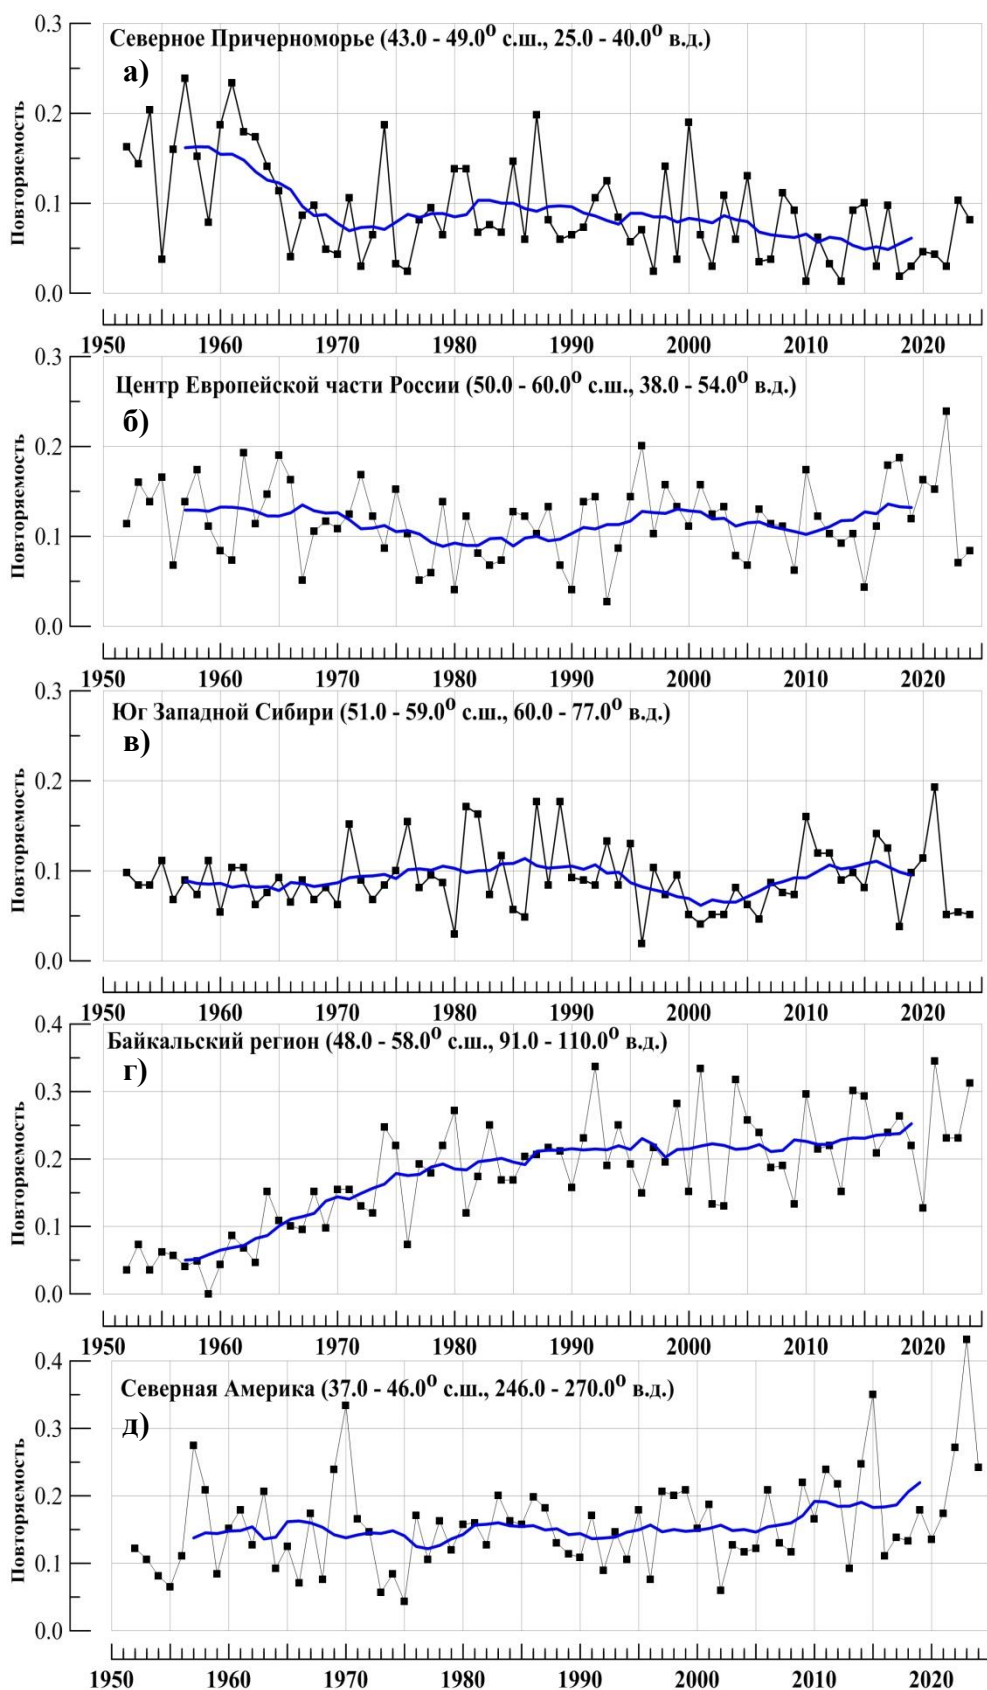 0.3
Северное Причерноморье (43.0 - 49.0⁰ с.ш., 25.0 - 40.0⁰ в.д.)
а)
0.2
Повторяемость
0.1
0.0
1950 1960 1970 1980 1990 2000 2010 2020
0.3
Центр Европейской части России (50.0 - 60.0⁰ с.ш., 38.0 - 54.0⁰ в.д.)
б)
0.2
Повторяемость
0.1
0.0
1950 1960 1970 1980 1990 2000 2010 2020
0.3
Юг Западной Сибири (51.0 - 59.0⁰ с.ш., 60.0 - 77.0⁰ в.д.)
в)
0.2
Повторяемость
0.1
0.0
1950 1960 1970 1980 1990 2000 2010 2020
0.4
Байкальский регион (48.0 - 58.0⁰ с.ш., 91.0 - 110.0⁰ в.д.)
г)
0.3
Повторяемость
0.2
0.1
0.0
1950 1960 1970 1980 1990 2000 2010 2020
0.4
Северная Америка (37.0 - 46.0⁰ с.ш., 246.0 - 270.0⁰ в.д.)
д)
0.3
Повторяемость
0.2
0.1
0.0
1950 1960 1970 1980 1990 2000 2010 2020